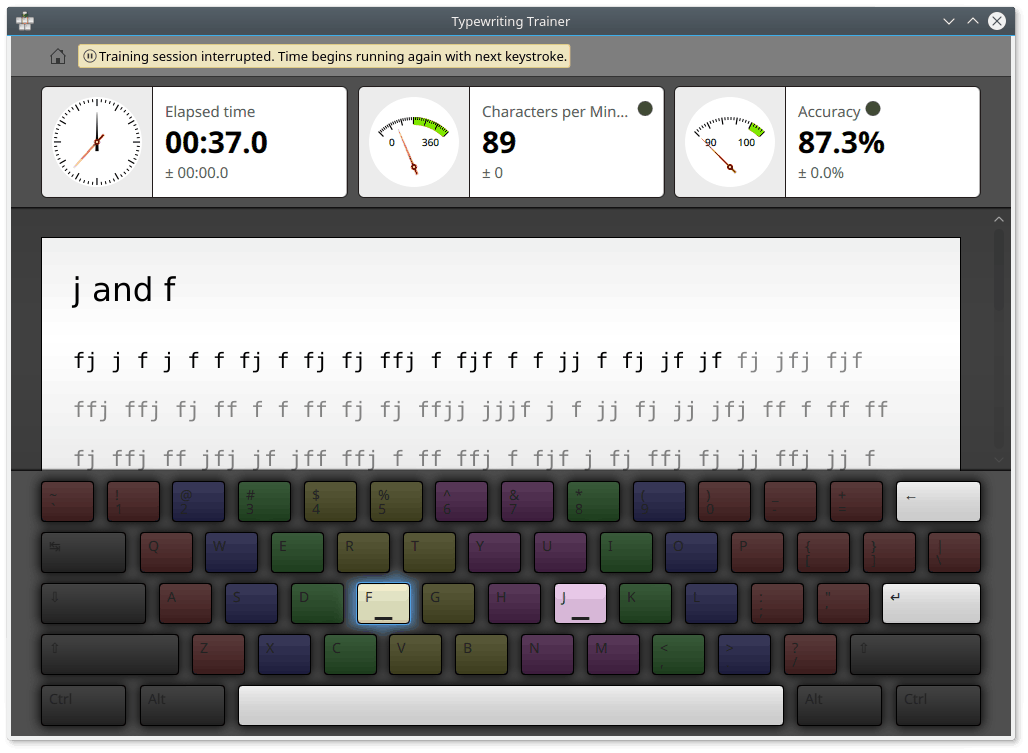 Typewriting Trainer
Training session interrupted. Time begins running again with next keystroke.
Elapsed time
00:37.0
± 00:00.0
0 360
Characters per Min...
89
± 0
90 100
Accuracy
87.3%
± 0.0%
j and f
fj j f j f f fj f fj fj ffj f fjf f f jj f fj jf jf fj jfj fjf
ffj ffj fj ff f f ff fj fj ffjj jjjf j f jj fj jj jfj ff f ff ff
fj ffj ff jfj jf jff ffj f ff ffj f fjf j fj ffj fj jj ffj jj f
~ ! @ # $ % ^ & * ( ) _ + ←
` 1 2 3 4 5 6 7 8 9 0 - =
↹ Q W E R T Y U I O P { } |
[ ] \
⇩ A S D F G H J K L : " ↵
; '
⇧ Z X C V B N M < > ? ⇧
, . /
Ctrl Alt Alt Ctrl